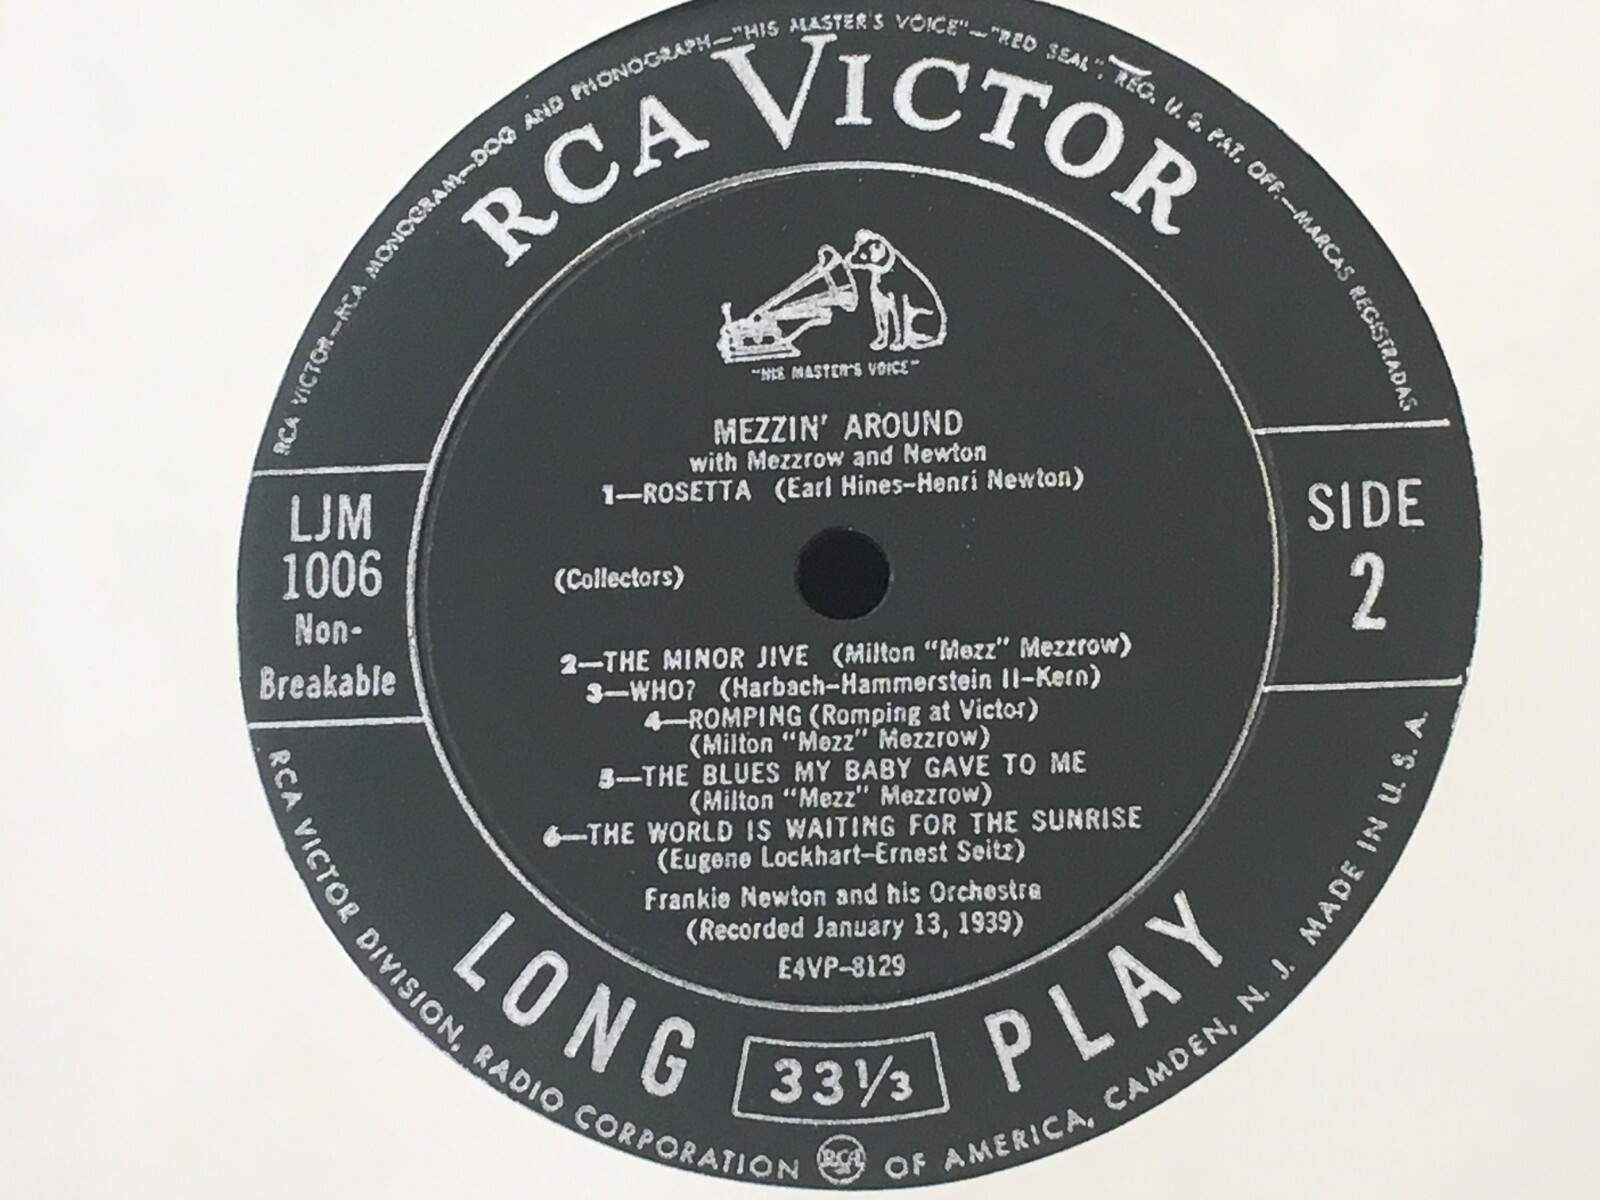 RCA VICTOR—RCA MONOGRAM—DOG AND PHONOGRAPH—"HIS MASTER'S VOICE"—"RED SEAL": REG. U. S. PAT. OFF.—MARCAS REGISTRADAS
RCA VICTOR
"HIS MASTER'S VOICE"
MEZZIN' AROUND
with Mezzrow and Newton
1—ROSETTA (Earl Hines-Henri Newton)
LJM
1006
Non-
Breakable
(Collectors)
SIDE
2
2—THE MINOR JIVE (Milton "Mezz" Mezzrow)
3—WHO? (Harbach-Hammerstein II-Kern)
4—ROMPING (Romping at Victor)
(Milton "Mezz" Mezzrow)
5—THE BLUES MY BABY GAVE TO ME
(Milton "Mezz" Mezzrow)
6—THE WORLD IS WAITING FOR THE SUNRISE
(Eugene Lockhart-Ernest Seitz)
Frankie Newton and his Orchestra
(Recorded January 13, 1939)
E4VP-8129
LONG 33⅓ PLAY
RCA VICTOR DIVISION, RADIO CORPORATION RCA OF AMERICA, CAMDEN, N. J. MADE IN U. S. A.